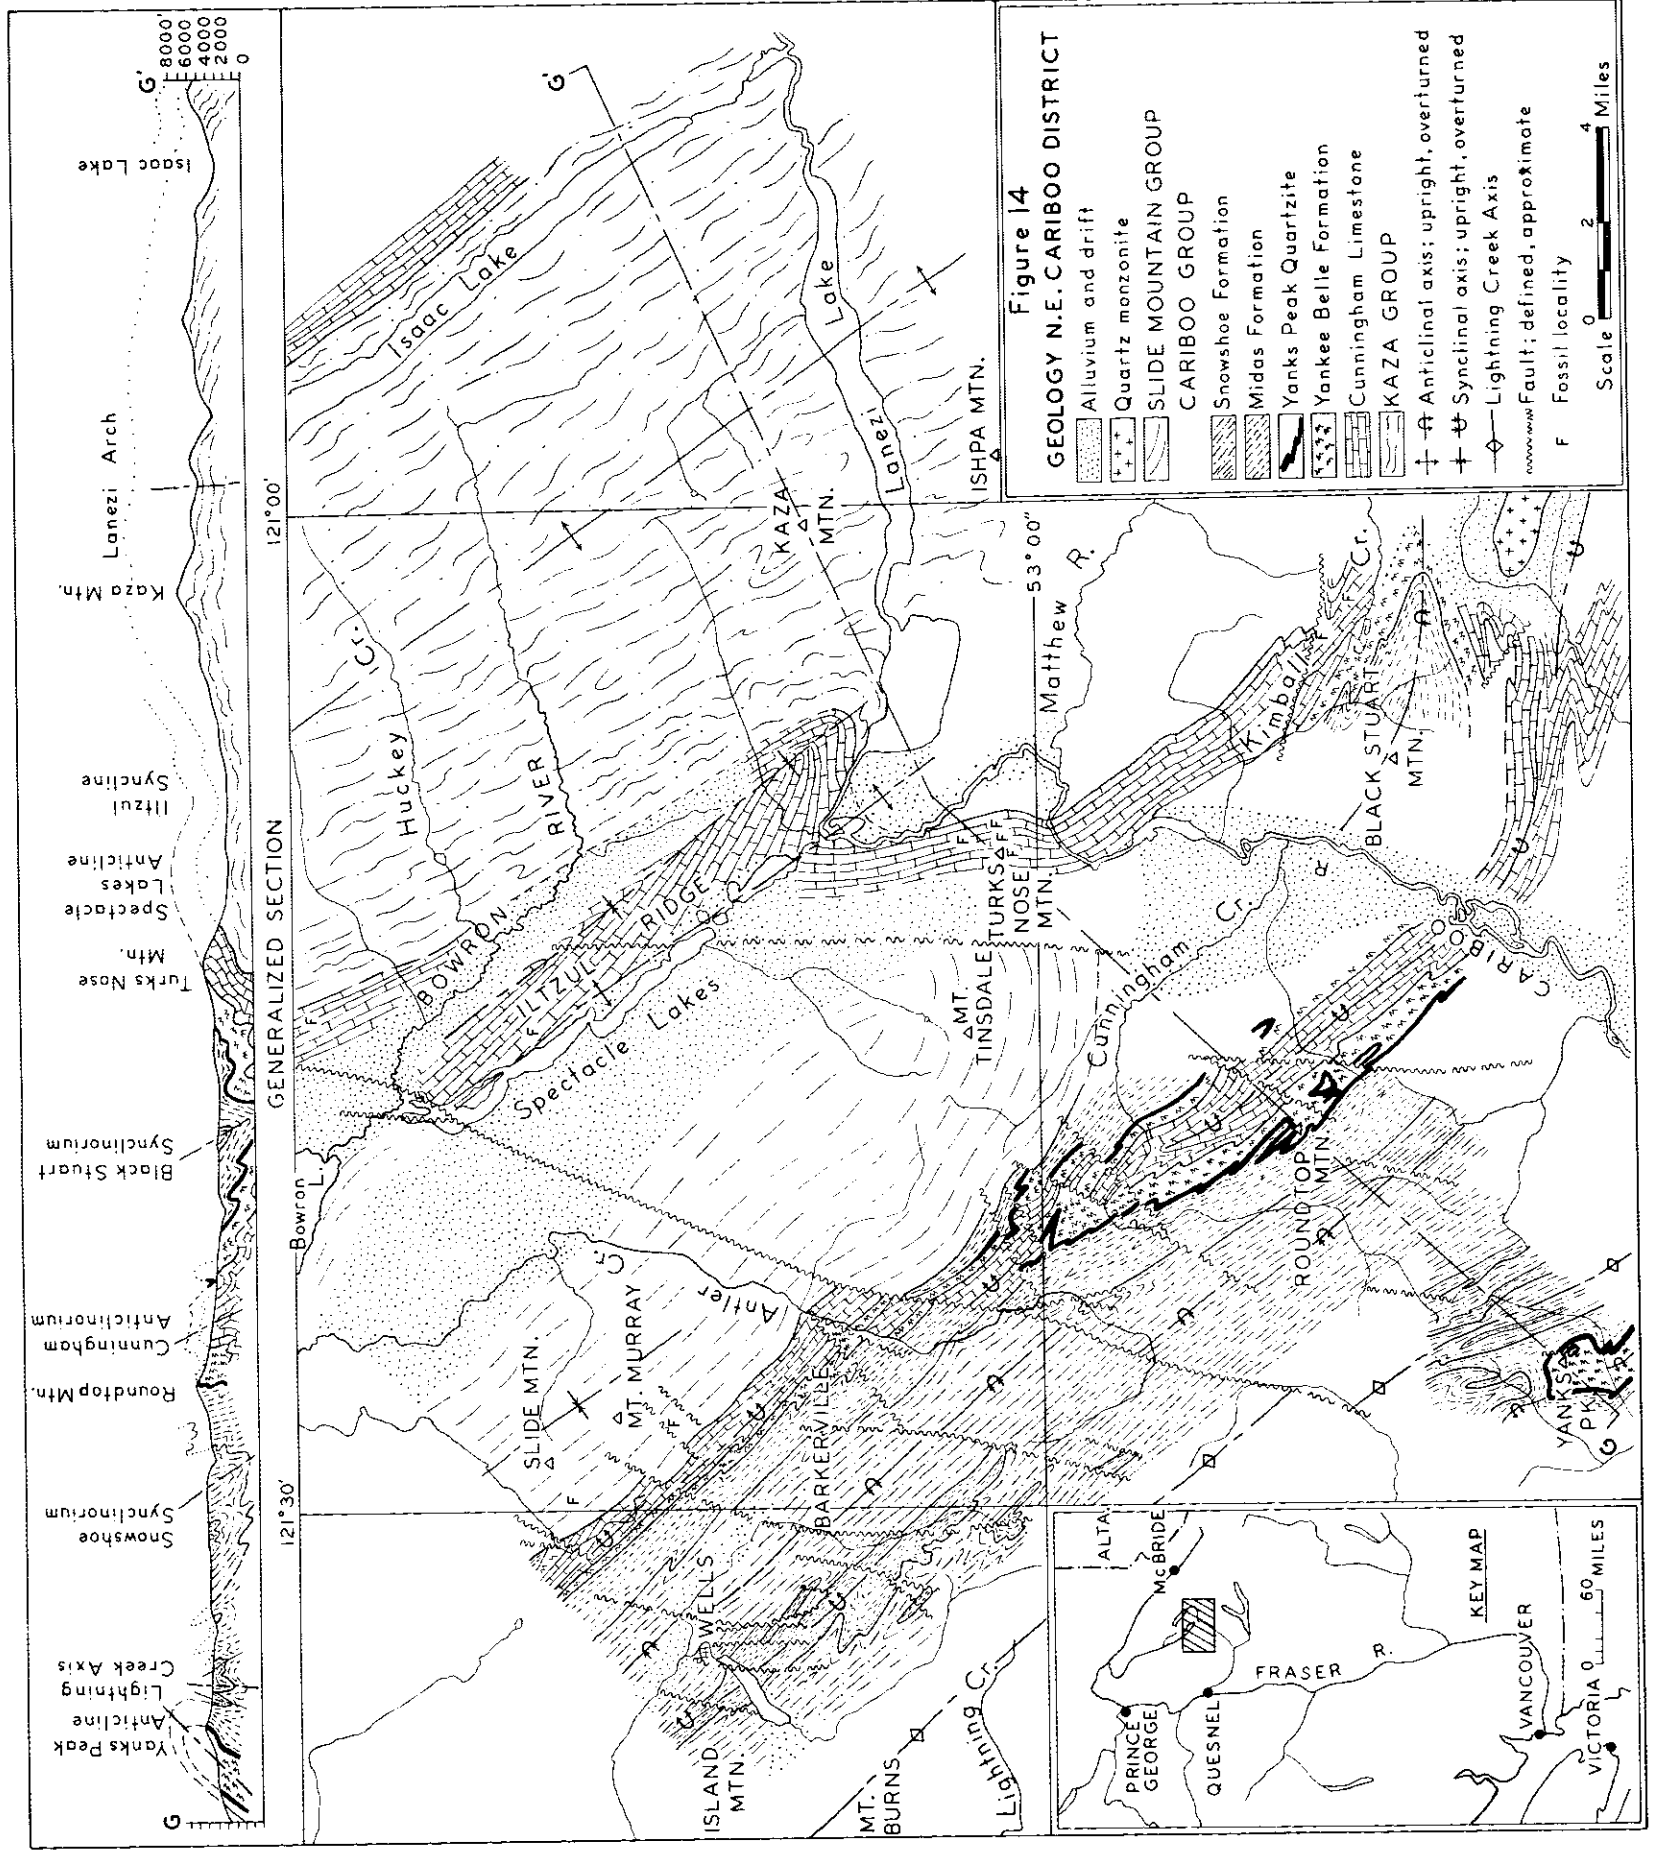 G
G'
8000'
6000
4000
2000
0
Yanks Peak
Anticline
Lightning
Creek Axis
Snowshoe
Synclinorium
Roundtop Mtn.
Cunningham
Anticlinorium
Black Stuart
Synclinorium
Turks Nose
Mtn.
Spectacle
Lakes
Anticline
Iltzul
Syncline
Kaza Mtn.
Lanezi Arch
Isaac Lake
GENERALIZED SECTION
121°30'
121°00'
53°00"
Bowron
L.
BOWRON
RIVER
Huckey
Cr.
Isaac Lake
G'
KAZA
MTN.
Lanezi
Lake
ISHPA MTN.
ILTZUL RIDGE
F
F
F
Spectacle Lakes
SLIDE MTN.
MT. MURRAY
F
F
F
Antler
Cr.
MT.
TINSDALE
TURKS
NOSE
MTN.
F
F
F
F
F
Matthew
R.
Cunningham
Cr.
Kimball
Cr.
F
F
BLACK STUART
MTN.
CARIBOO
R.
ROUNDTOP
MTN.
BARKERVILLE
WELLS
ISLAND
MTN.
MT.
BURNS
Lightning Cr.
YANKS
PK.
G
Figure 14
GEOLOGY N.E. CARIBOO DISTRICT
Alluvium and drift
Quartz monzonite
SLIDE MOUNTAIN GROUP
CARIBOO GROUP
Snowshoe Formation
Midas Formation
Yanks Peak Quartzite
Yankee Belle Formation
Cunningham Limestone
KAZA GROUP
Anticlinal axis; upright, overturned
Synclinal axis; upright, overturned
Lightning Creek Axis
Fault; defined, approximate
F Fossil locality
Scale 0 2 4 Miles
ALTA.
McBRIDE
?
PRINCE
GEORGE
QUESNEL
FRASER R.
KEY MAP
VANCOUVER
VICTORIA
0 60 MILES